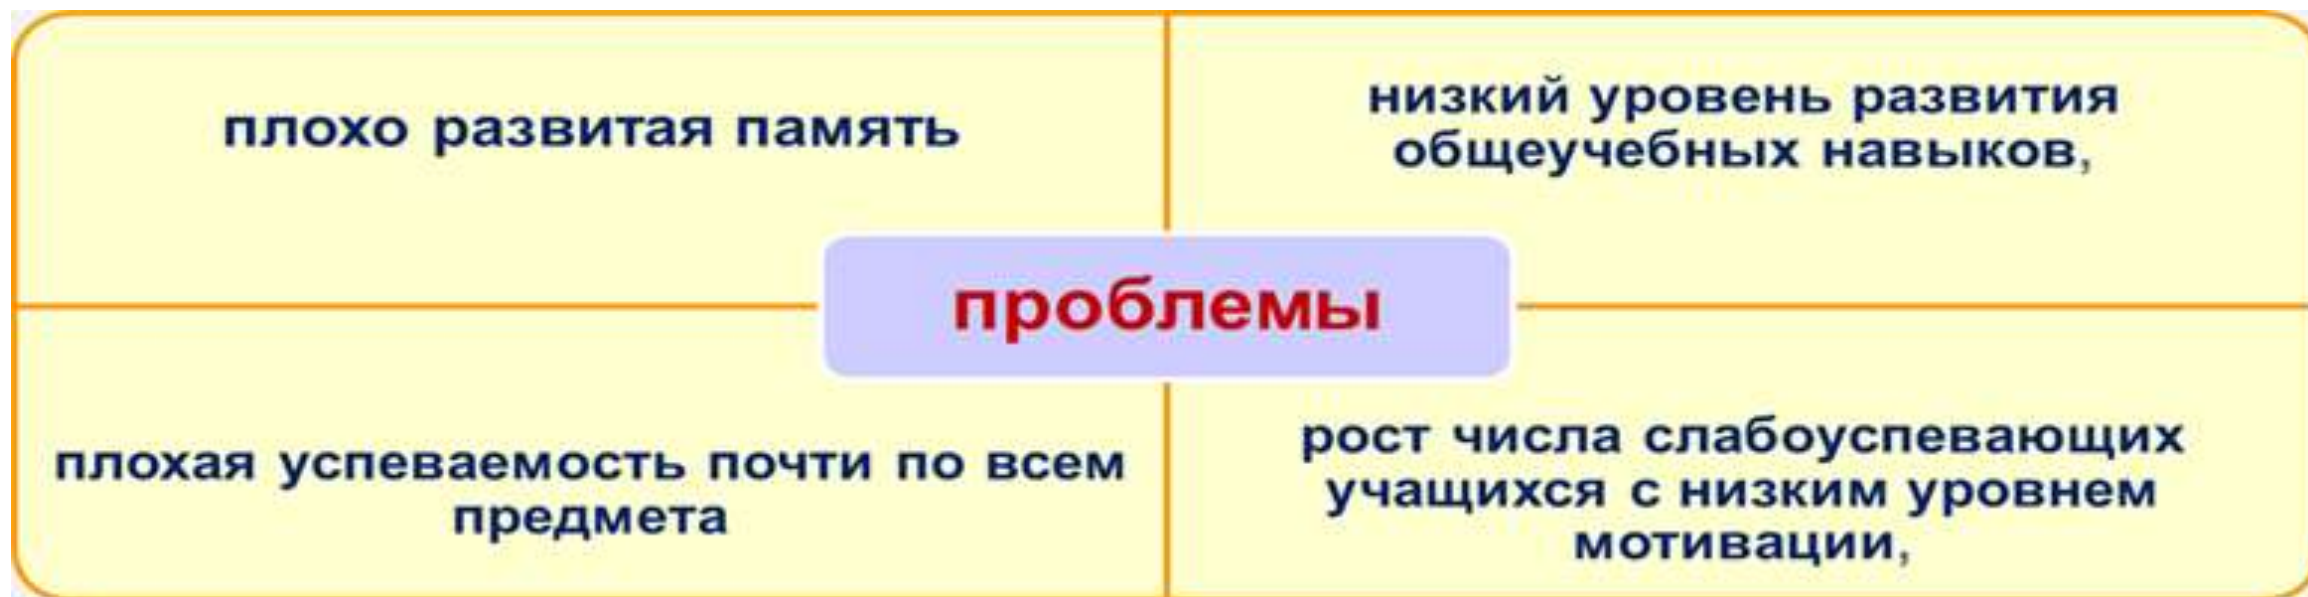 плохо развитая память
низкий уровень развития
общеучебных навыков,
проблемы
плохая успеваемость почти по всем
предмета
рост числа слабоуспевающих
учащихся с низким уровнем
мотивации,